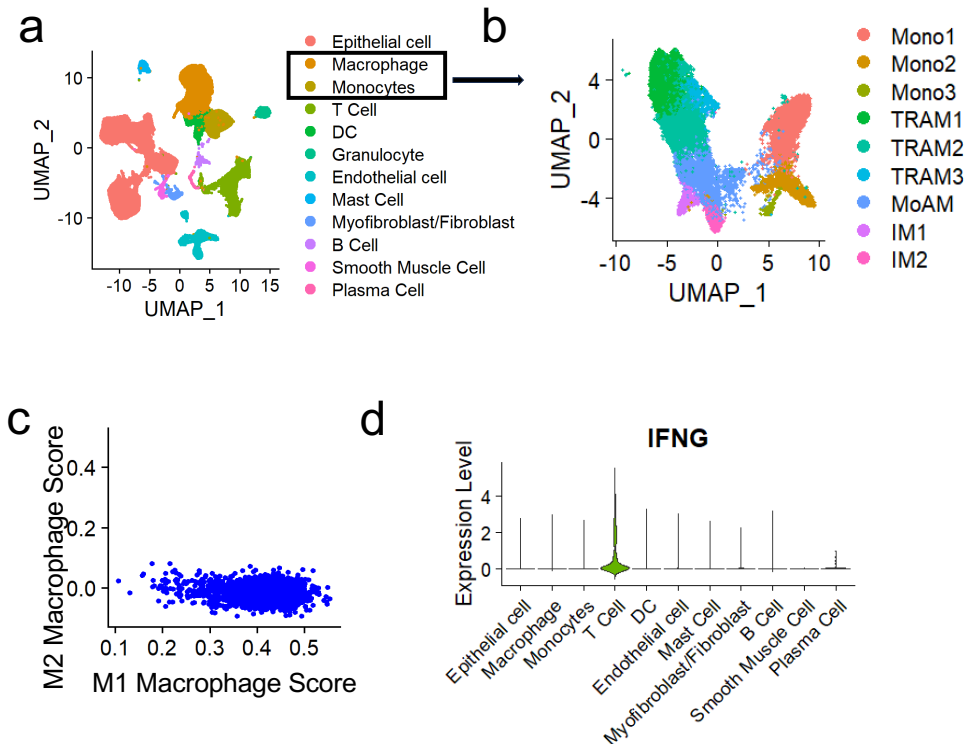 a
Epithelial cell
Macrophage
Monocytes
T Cell
DC
Granulocyte
Endothelial cell
Mast Cell
Myofibroblast/Fibroblast
B Cell
Smooth Muscle Cell
Plasma Cell
10
0
-10
UMAP_2
-10 -5 0 5 10 15
UMAP_1
b
Mono1
Mono2
Mono3
TRAM1
TRAM2
TRAM3
MoAM
IM1
IM2
4
0
-4
UMAP_2
-10 -5 0 5 10
UMAP_1
c
M2 Macrophage Score
0.4
0.2
0.0
0.1 0.2 0.3 0.4 0.5
M1 Macrophage Score
d
IFNG
Expression Level
4
2
0
Epithelial cell
Macrophage
Monocytes
T Cell
DC
Endothelial cell
Mast Cell
Myofibroblast/Fibroblast
B Cell
Smooth Muscle Cell
Plasma Cell